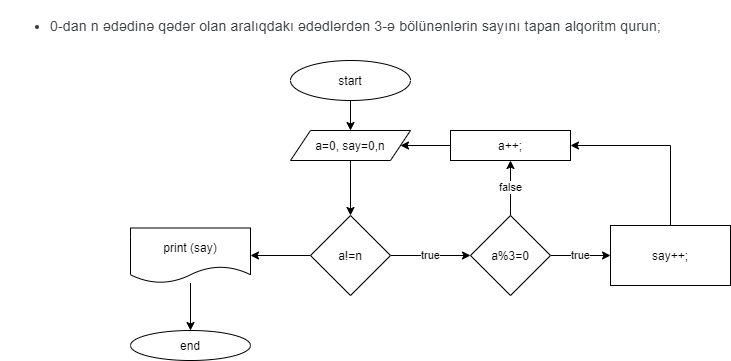 0-dan n ədədinə qədər olan aralıqdakı ədədlərdən 3-ə bölünənlərin sayını tapan alqoritm qurun;
start
a=0, say=0,n
a++;
false
print (say)
a!=n
true
a%3=0
true
say++;
end